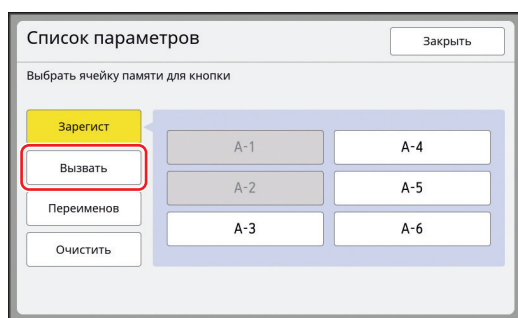 Список параметров
Закрыть
Выбрать ячейку памяти для кнопки
Зарегист
Вызвать
Переименов
Очистить
A-1
A-4
A-2
A-5
A-3
A-6